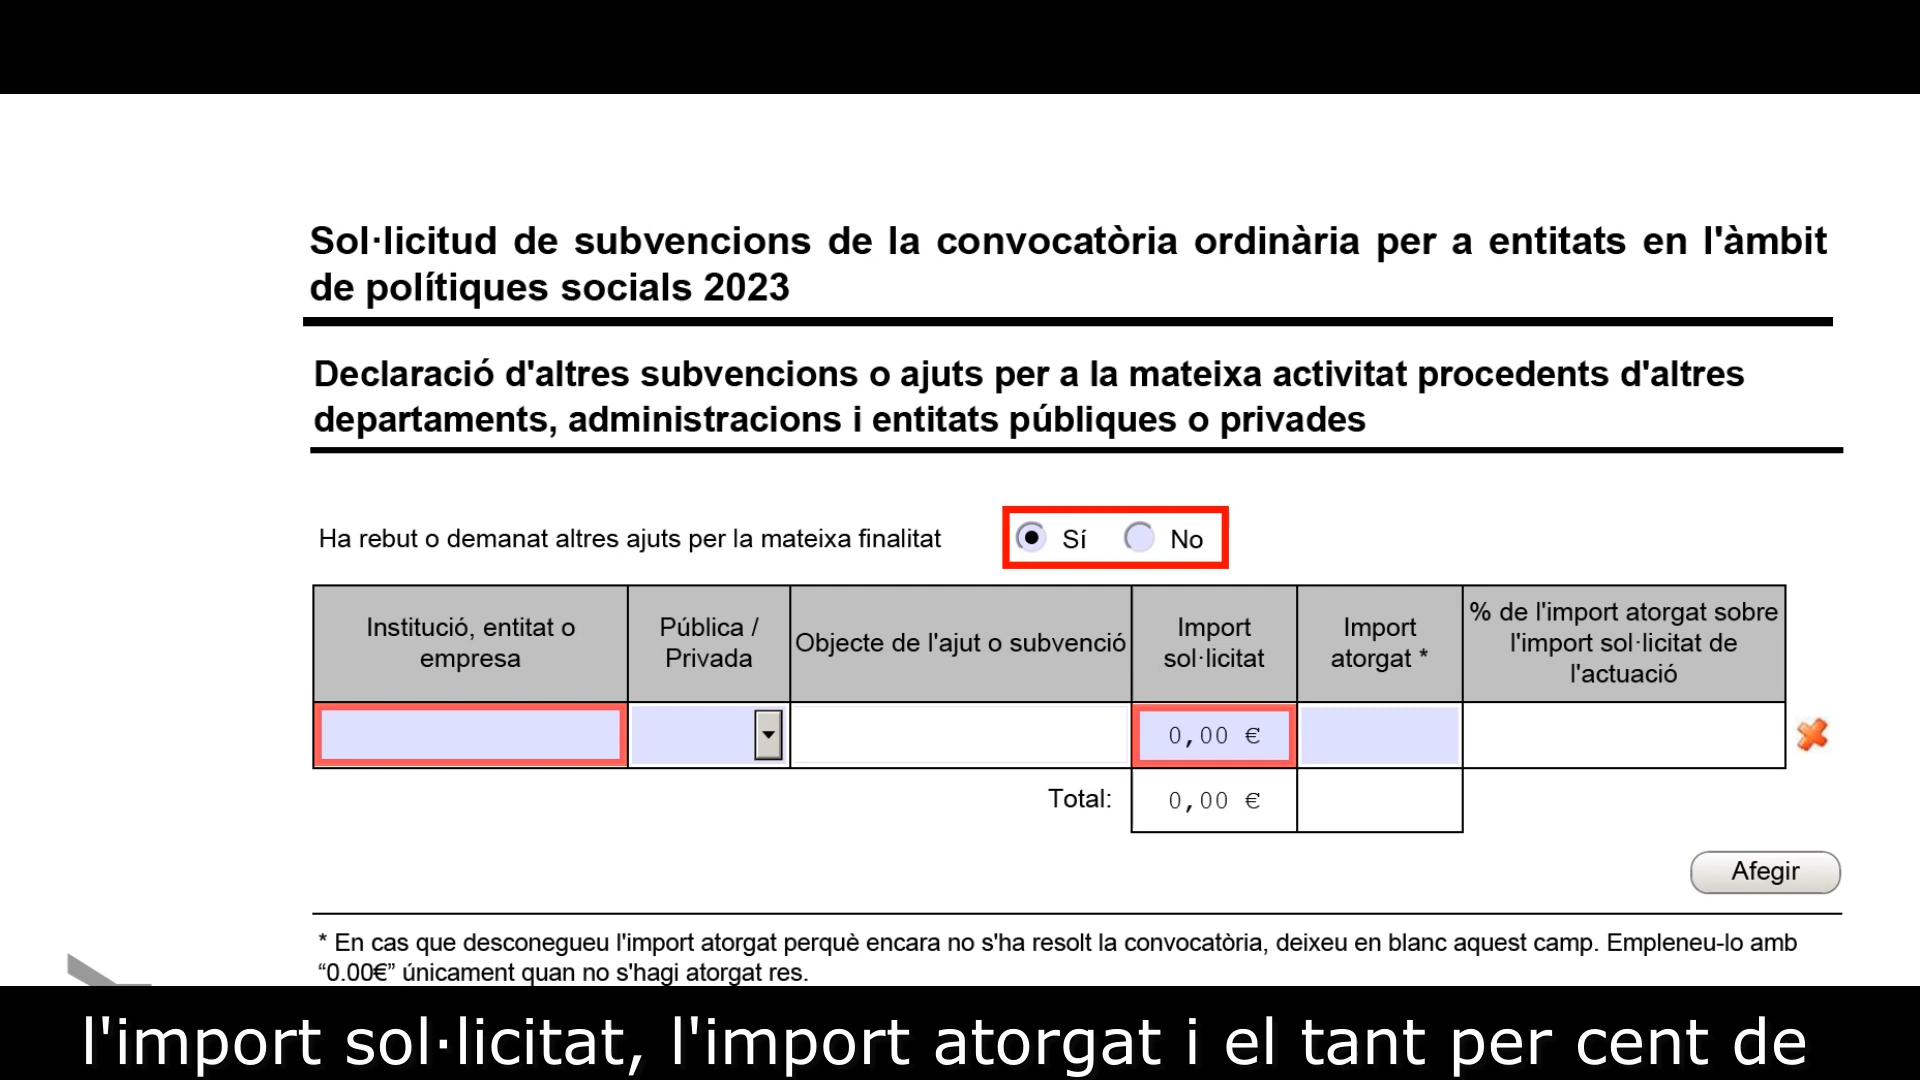 Sol·licitud de subvencions de la convocatòria ordinària per a entitats en l'àmbit
de polítiques socials 2023
Declaració d'altres subvencions o ajuts per a la mateixa activitat procedents d'altres
departaments, administracions i entitats públiques o privades
Ha rebut o demanat altres ajuts per la mateixa finalitat
Sí
No
Institució, entitat o
empresa
Pública /
Privada
Objecte de l'ajut o subvenció
Import
sol·licitat
Import
atorgat *
% de l'import atorgat sobre
l'import sol·licitat de
l'actuació
0,00 €
Total:
0,00 €
Afegir
* En cas que desconegueu l'import atorgat perquè encara no s'ha resolt la convocatòria, deixeu en blanc aquest camp. Empleneu-lo amb
“0.00€” únicament quan no s'hagi atorgat res.
l'import sol·licitat, l'import atorgat i el tant per cent de